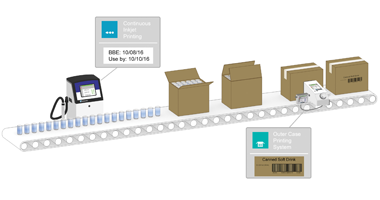 Continuous
Inkjet
Printing
BBE: 10/08/16
Use by: 10/10/16
Outer Case
Printing
System
Canned Soft Drink